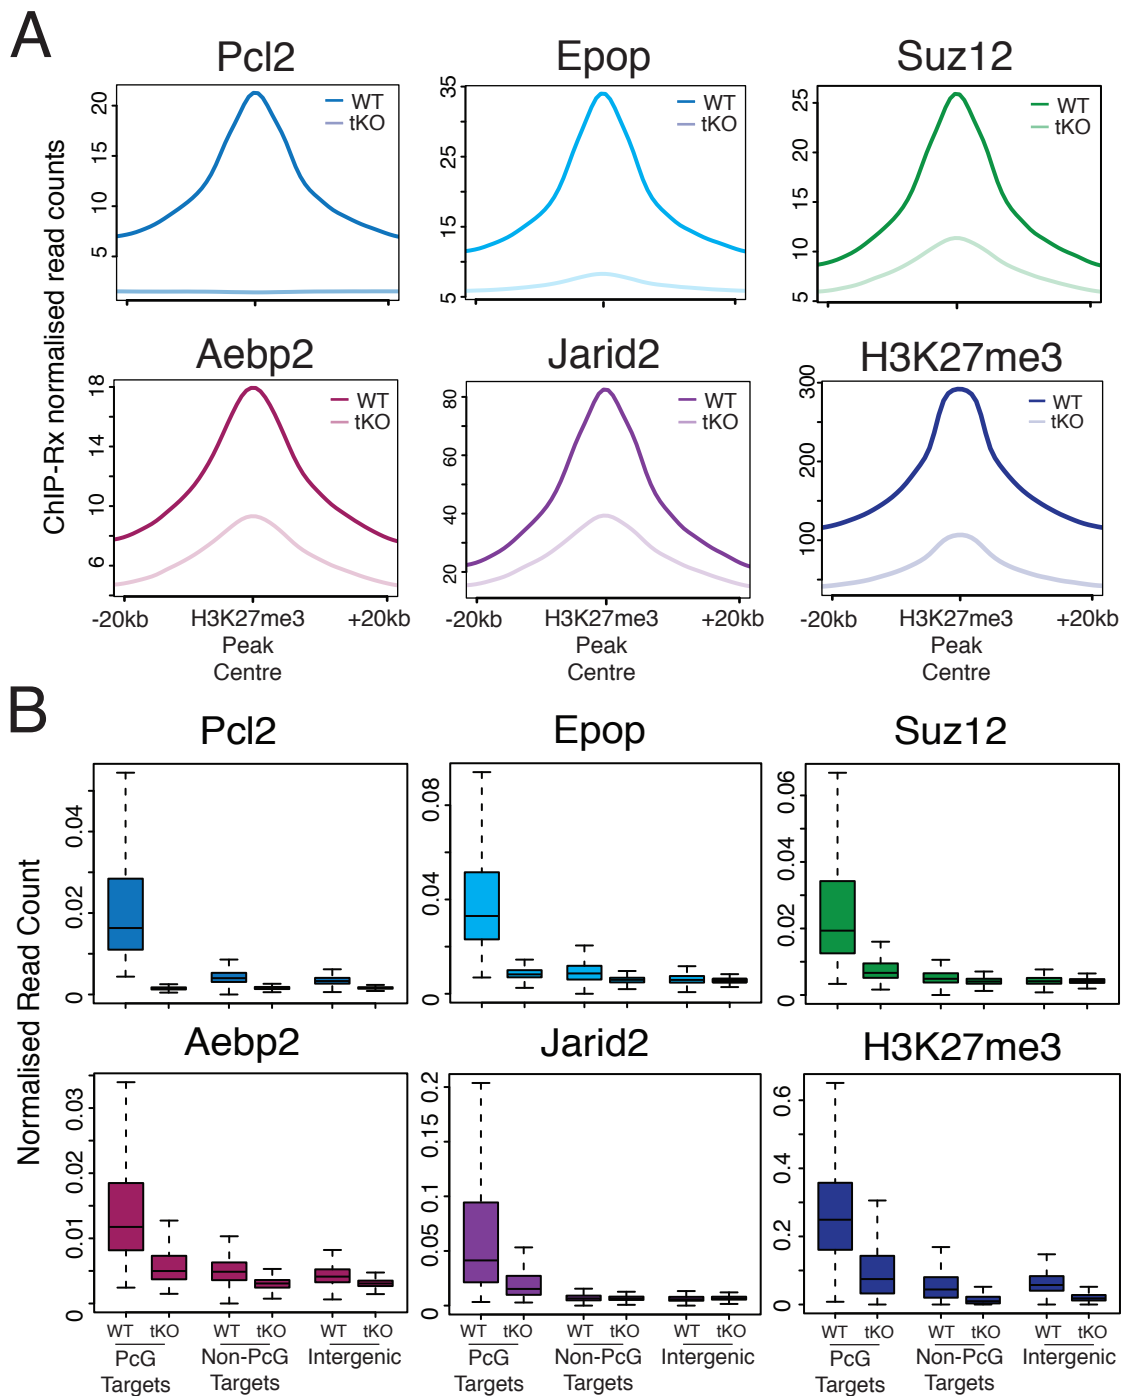 A
Pcl2
Epop
Suz12
ChIP-Rx normalised read counts
20
15
10
5
WT
tKO
35
25
15
5
WT
tKO
25
20
15
10
5
WT
tKO
Aebp2
Jarid2
H3K27me3
18
14
10
6
WT
tKO
80
60
40
20
WT
tKO
300
200
100
WT
tKO
-20kb
H3K27me3
Peak
Centre
+20kb
-20kb
H3K27me3
Peak
Centre
+20kb
-20kb
H3K27me3
Peak
Centre
+20kb
B
Pcl2
Epop
Suz12
Normalised Read Count
0.04
0.02
0
0.08
0.04
0
0.06
0.04
0.02
0
Aebp2
Jarid2
H3K27me3
0.03
0.02
0.01
0
0.2
0.15
0.1
0.05
0
0.6
0.4
0.2
0
WT tKO WT tKO WT tKO
PcG
Targets
Non-PcG
Targets
Intergenic
WT tKO WT tKO WT tKO
PcG
Targets
Non-PcG
Targets
Intergenic
WT tKO WT tKO WT tKO
PcG
Targets
Non-PcG
Targets
Intergenic